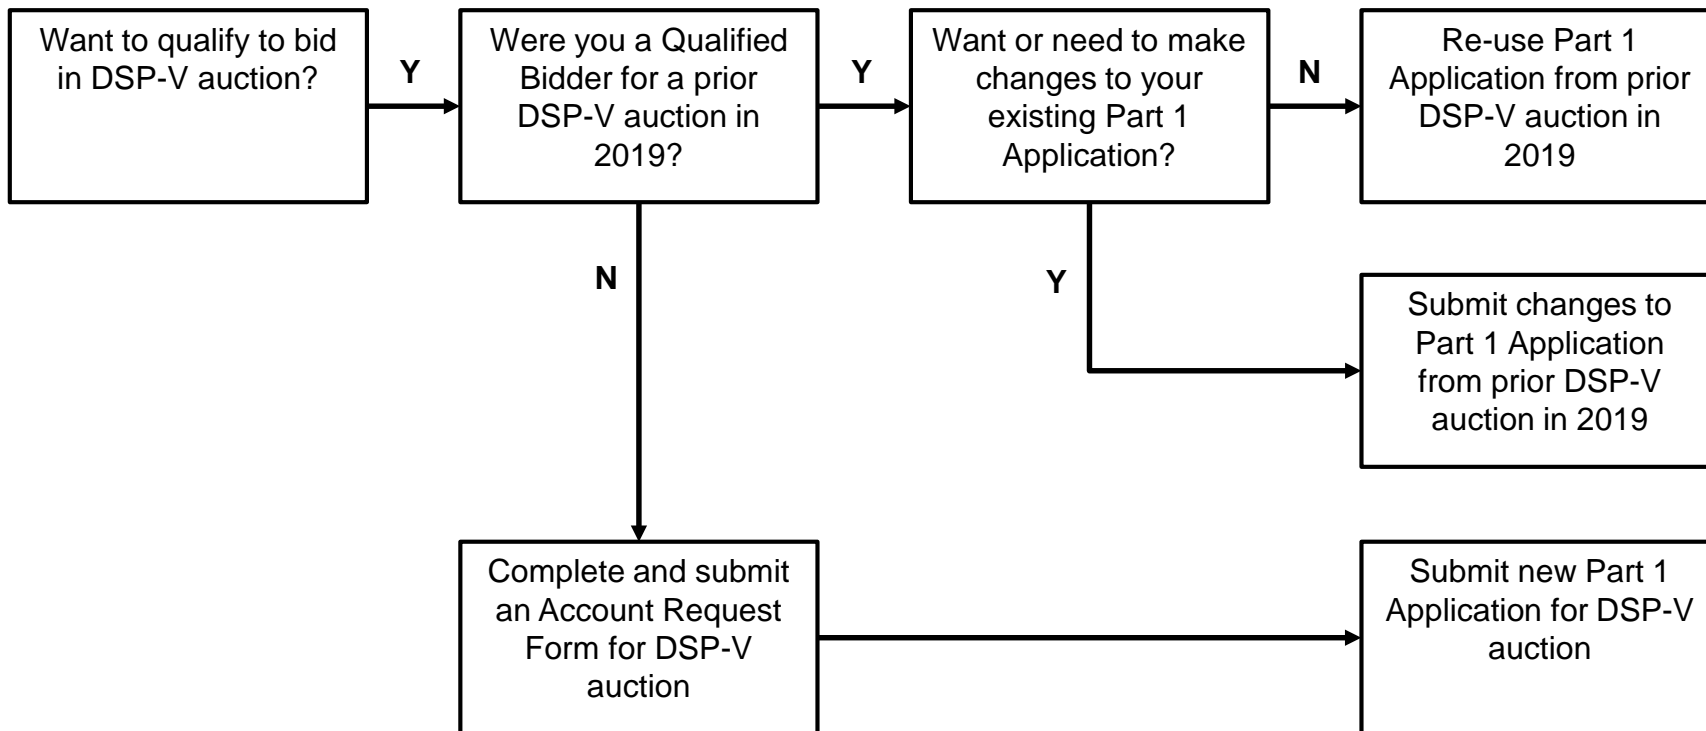 Want to qualify to bid
in DSP-V auction?
Y
Were you a Qualified
Bidder for a prior
DSP-V auction in
2019?
Y
Want or need to make
changes to your
existing Part 1
Application?
N
Re-use Part 1
Application from prior
DSP-V auction in
2019
N
Y
Submit changes to
Part 1 Application
from prior DSP-V
auction in 2019
Complete and submit
an Account Request
Form for DSP-V
auction
Submit new Part 1
Application for DSP-V
auction